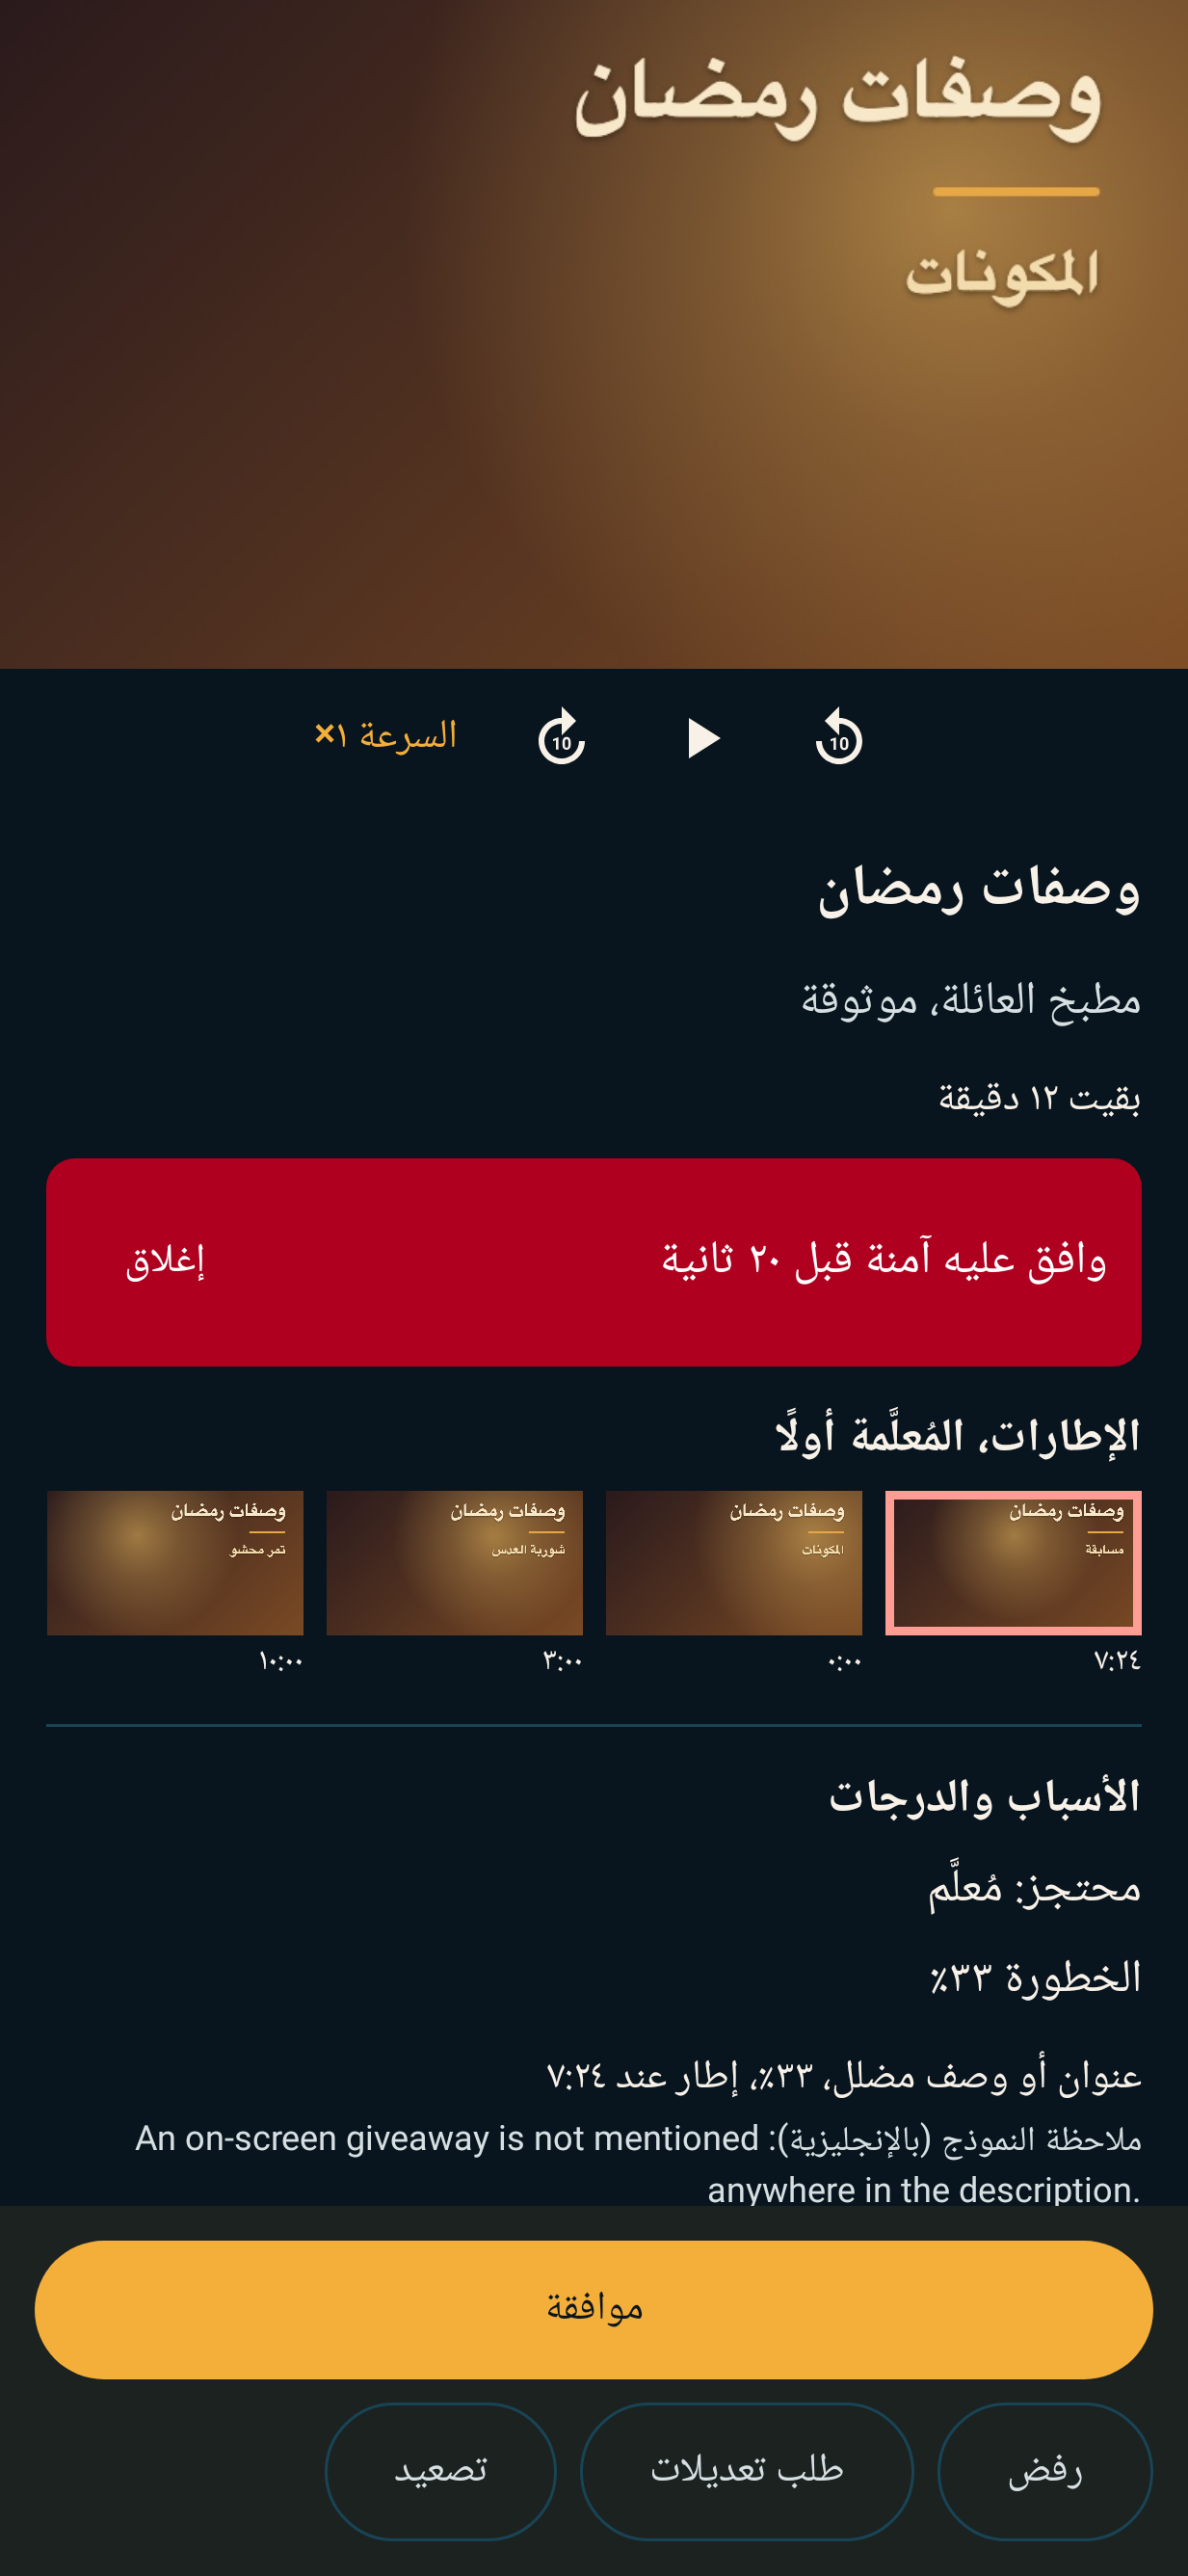 وصفات رمضان
المكونات
10
10
السرعة ١×
وصفات رمضان
مطبخ العائلة، موثوقة
بقيت ١٢ دقيقة
وافق عليه آمنة قبل ٢٠ ثانية
إغلاق
الإطارات، المُعلَّمة أولًا
وصفات رمضان
مسابقة
٧:٢٤
وصفات رمضان
المكونات
٠:٠٠
وصفات رمضان
شوربة العدس
٣:٠٠
وصفات رمضان
تمر محشو
١٠:٠٠
الأسباب والدرجات
محتجز: مُعلَّم
الخطورة ٣٣٪
عنوان أو وصف مضلل، ٣٣٪، إطار عند ٧:٢٤
ملاحظة النموذج (بالإنجليزية): An on-screen giveaway is not mentioned
anywhere in the description.
موافقة
رفض
طلب تعديلات
تصعيد